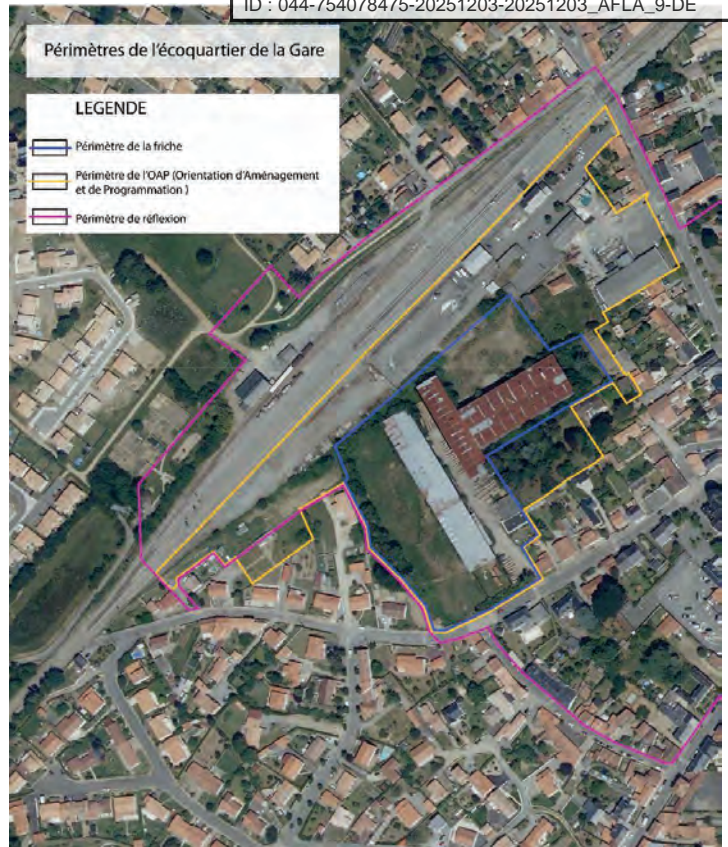 ID : 044-754078475-20251203-20251203_AFLA_9-DE
Périmètres de l'écoquartier de la Gare
LEGENDE
Périmètre de la friche
Périmètre de l'OAP (Orientation d'Aménagement
et de Programmation )
Périmètre de réflexion